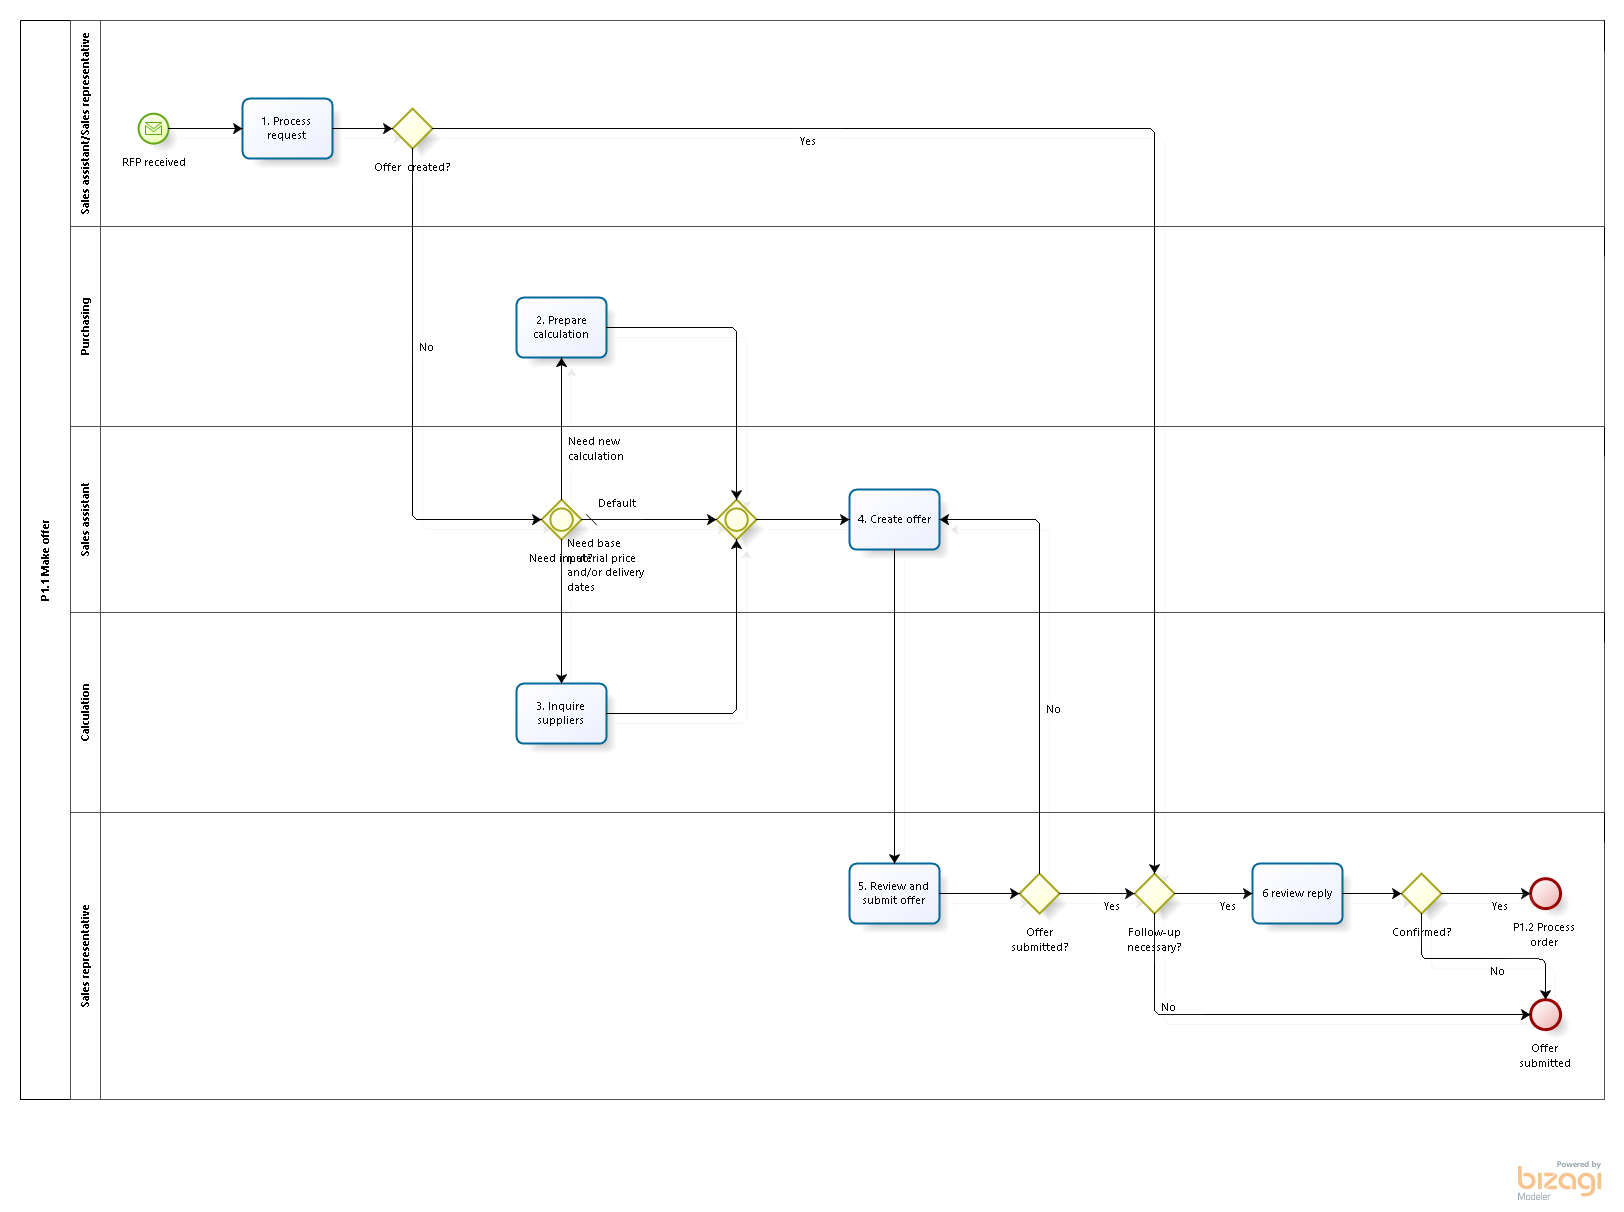 P1.1 Make offer
Sales assistant/Sales representative
RFP received
1. Process
request
Offer created?
Yes
No
Purchasing
2. Prepare
calculation
Need new
calculation
Sales assistant
Default
Need input?
Need base
material price
and/or delivery
dates
4. Create offer
Calculation
3. Inquire
suppliers
No
Sales representative
5. Review and
submit offer
Offer
submitted?
Yes
Follow-up
necessary?
Yes
No
6 review reply
Confirmed?
Yes
No
P1.2 Process
order
Offer
submitted
Powered by
bizagi
Modeler